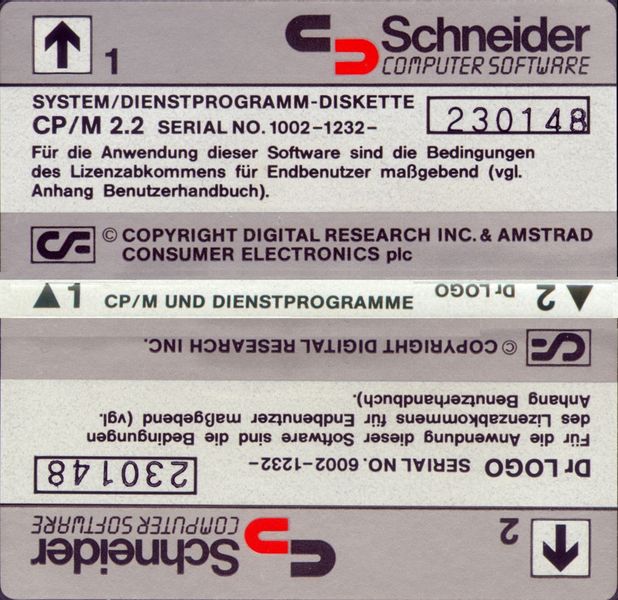 1
Schneider
COMPUTER SOFTWARE
SYSTEM/DIENSTPROGRAMM-DISKETTE
CP/M 2.2 SERIAL NO. 1002-1232- 230148
Für die Anwendung dieser Software sind die Bedingungen
des Lizenzabkommens für Endbenutzer maßgebend (vgl.
Anhang Benutzerhandbuch).
© COPYRIGHT DIGITAL RESEARCH INC. & AMSTRAD
CONSUMER ELECTRONICS plc
1 CP/M UND DIENSTPROGRAMME
2 Dr LOGO
2
Schneider
COMPUTER SOFTWARE
Dr LOGO SERIAL NO. 6002-1232- 230148
Für die Anwendung dieser Software sind die Bedingungen
des Lizenzabkommens für Endbenutzer maßgebend (vgl.
Anhang Benutzerhandbuch).
© COPYRIGHT DIGITAL RESEARCH INC.